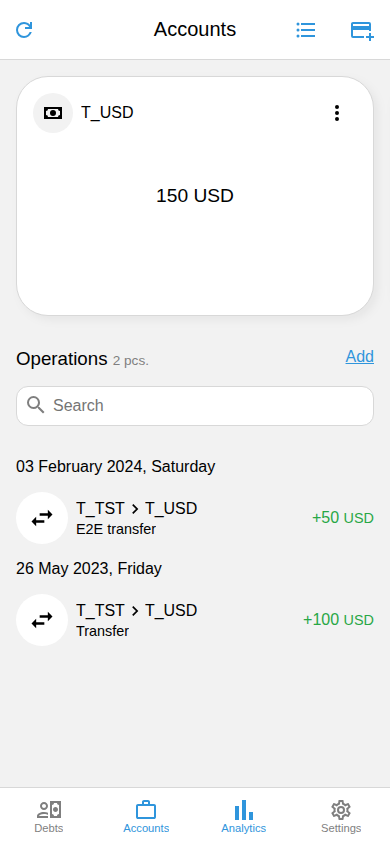 Accounts
T_USD
150 USD
Operations 2 pcs.
Add
Search
03 February 2024, Saturday
T_TST > T_USD
+50 USD
E2E transfer
26 May 2023, Friday
T_TST > T_USD
+100 USD
Transfer
Debts
Accounts
Analytics
Settings